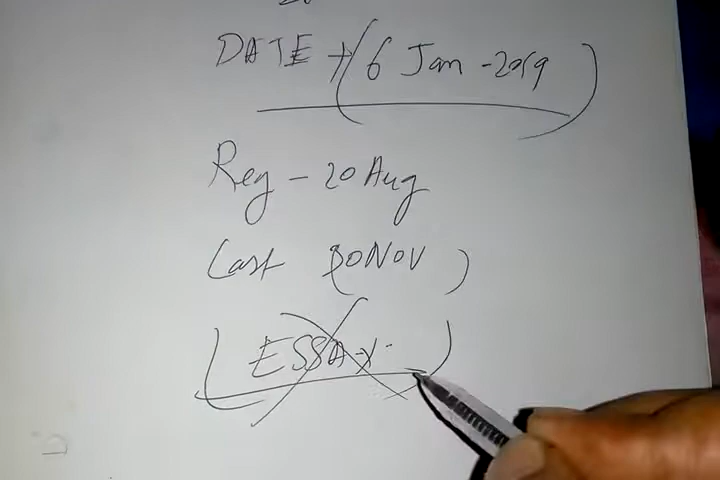 DATE → (6 Jan - 2019)
Reg - 20 Aug
Last (30 NOV)
(ESSAY)